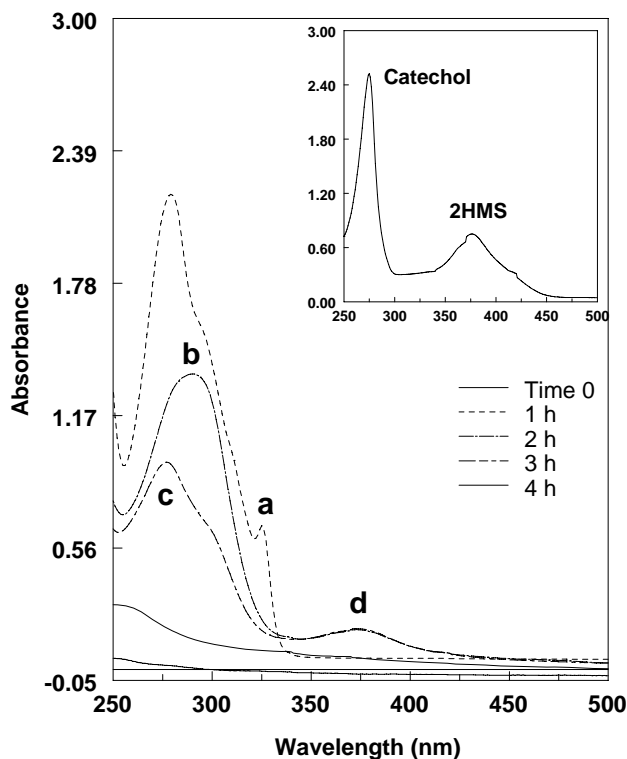 3.00
2.39
1.78
1.17
0.56
-0.05
Absorbance
250
300
350
400
450
500
Wavelength (nm)
a
b
c
d
Time 0
1 h
2 h
3 h
4 h
3.00
2.40
1.80
1.20
0.60
0.00
250
300
350
400
450
500
Catechol
2HMS